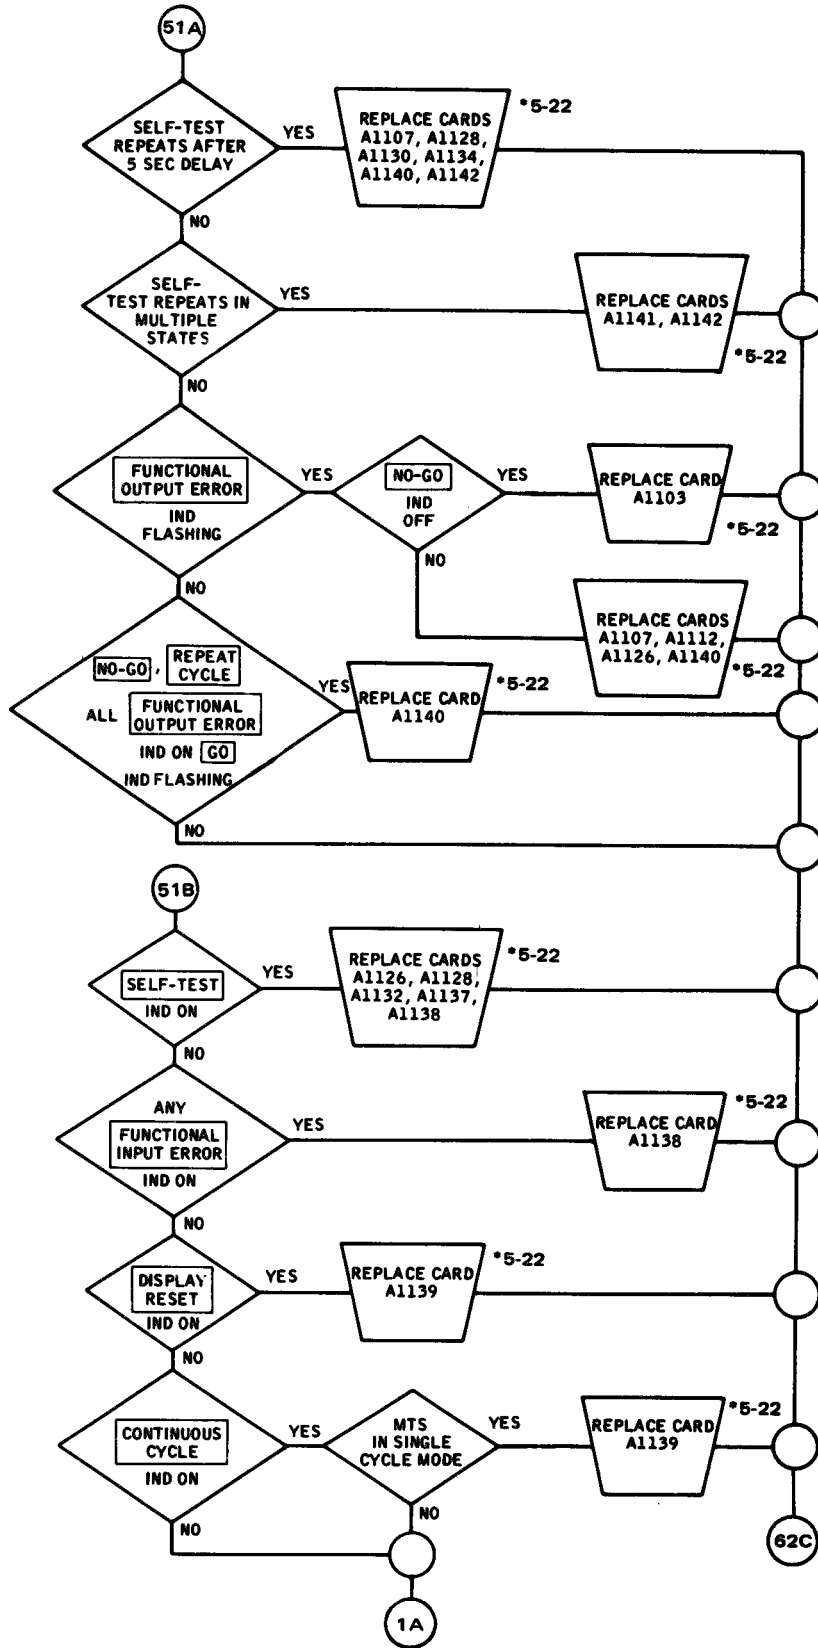 51A
SELF-TEST
REPEATS AFTER
5 SEC DELAY
YES
REPLACE CARDS
A1107, A1128,
A1130, A1134,
A1140, A1142
*5-22
NO
SELF-
TEST REPEATS IN
MULTIPLE
STATES
YES
REPLACE CARDS
A1141, A1142
*5-22
NO
FUNCTIONAL
OUTPUT ERROR
IND
FLASHING
YES
NO-GO
IND
OFF
YES
REPLACE CARD
A1103
*5-22
NO
REPLACE CARDS
A1107, A1112,
A1126, A1140
*5-22
NO
NO-GO, REPEAT
CYCLE
ALL FUNCTIONAL
OUTPUT ERROR
IND ON GO
IND FLASHING
YES
REPLACE CARD
A1140
*5-22
NO
51B
SELF-TEST
IND ON
YES
REPLACE CARDS
A1126, A1128,
A1132, A1137,
A1138
*5-22
NO
ANY
FUNCTIONAL
INPUT ERROR
IND ON
YES
REPLACE CARD
A1138
*5-22
NO
DISPLAY
RESET
IND ON
YES
REPLACE CARD
A1139
*5-22
NO
CONTINUOUS
CYCLE
IND ON
YES
MTS
IN SINGLE
CYCLE MODE
YES
REPLACE CARD
A1139
*5-22
NO
NO
62C
1A